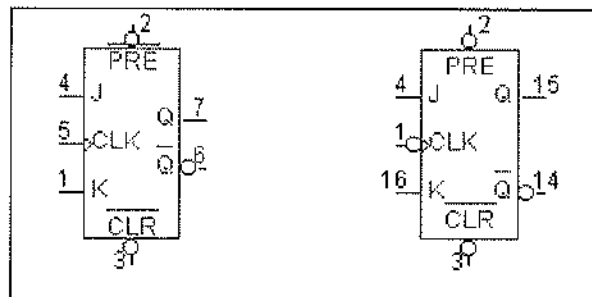 2 2
PRE PRE
4 J 4 J Q 15
Q 7
5 CLK 1 CLK
Q 6
1 K 16 K Q 14
CLR CLR
3 3